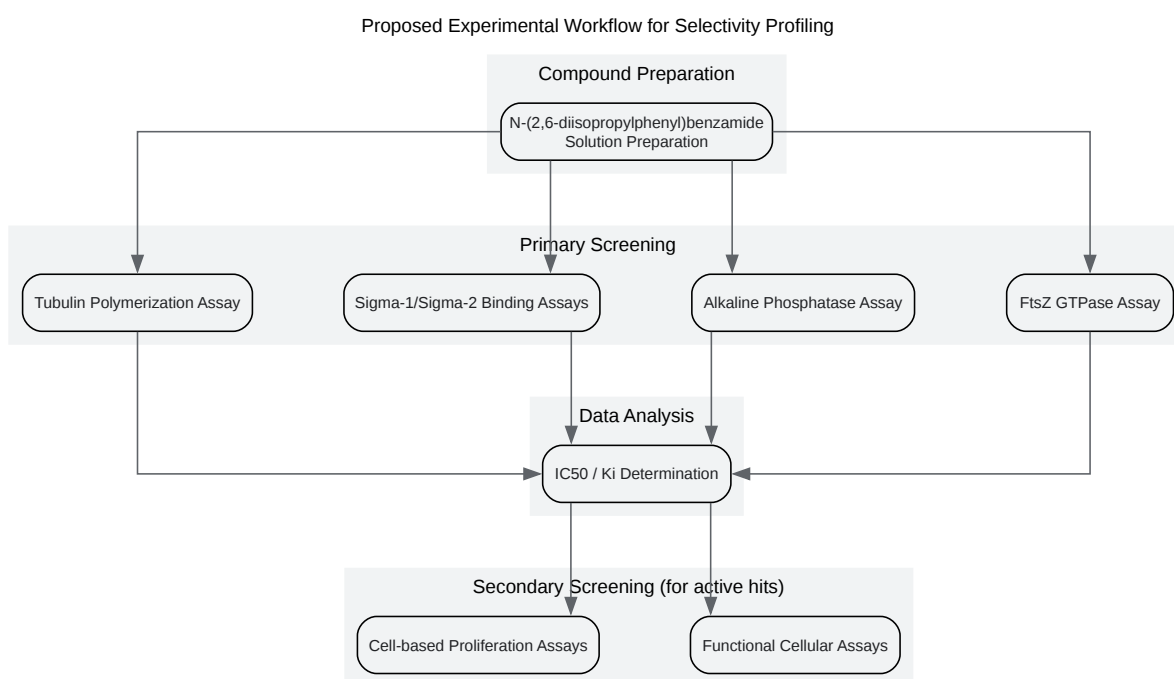 Proposed Experimental Workflow for Selectivity Profiling
Compound Preparation
N-(2,6-diisopropylphenyl)benzamide
Solution Preparation
Primary Screening
Tubulin Polymerization Assay
Sigma-1/Sigma-2 Binding Assays
Alkaline Phosphatase Assay
FtsZ GTPase Assay
Data Analysis
IC50 / Ki Determination
Secondary Screening (for active hits)
Cell-based Proliferation Assays
Functional Cellular Assays